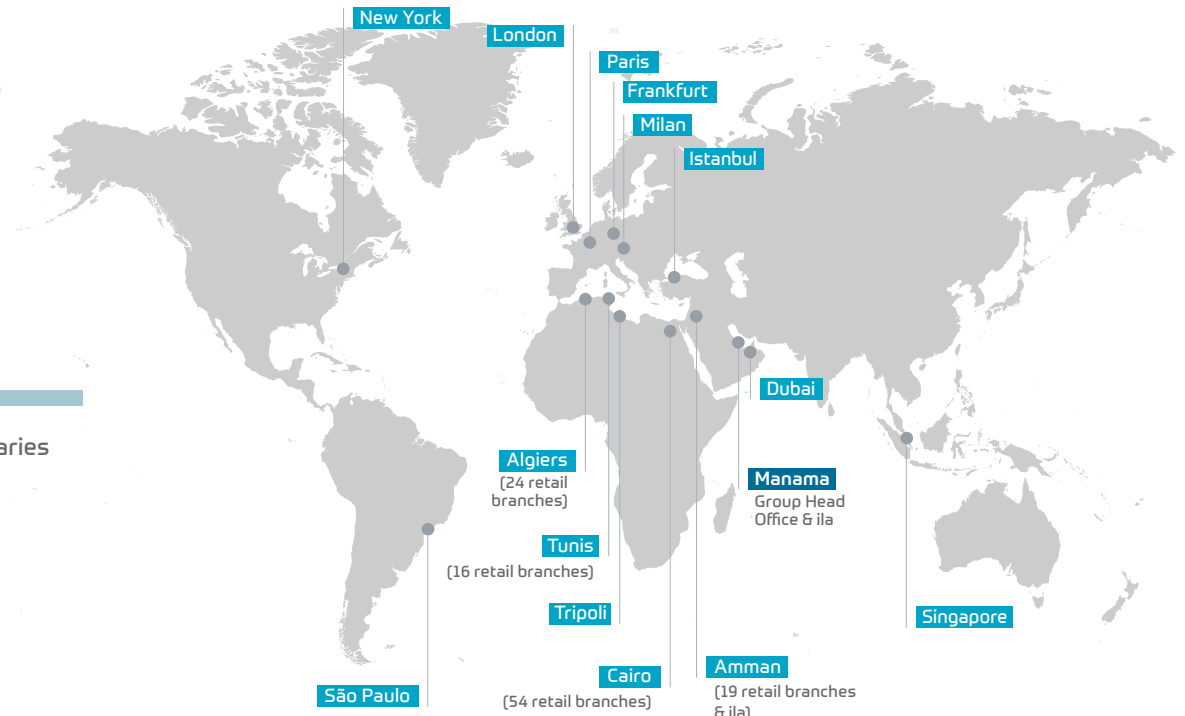 New York
London
Paris
Frankfurt
Milan
Istanbul
Dubai
aries
Algiers
(24 retail
branches)
Manama
Group Head
Office & ila
Tunis
(16 retail branches)
Tripoli
Singapore
Cairo
(54 retail branches)
Amman
(19 retail branches
& ila)
São Paulo